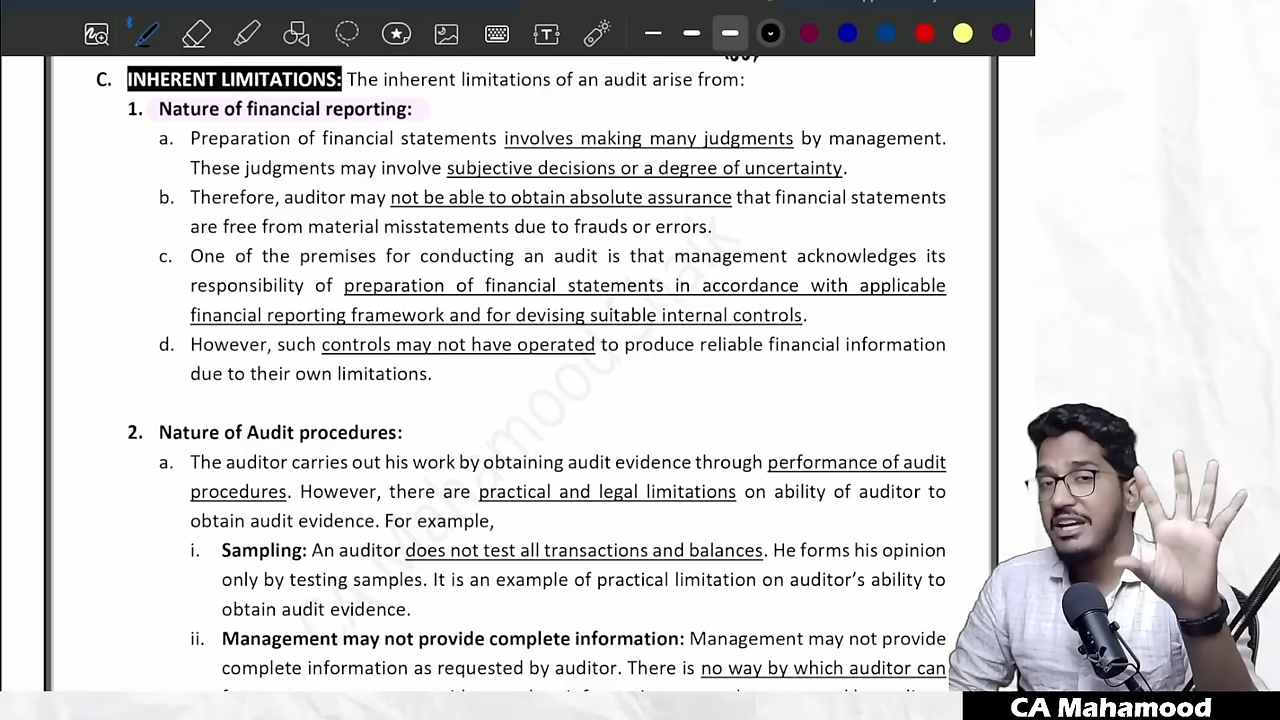 C. INHERENT LIMITATIONS: The inherent limitations of an audit arise from:
1. Nature of financial reporting:
a. Preparation of financial statements involves making many judgments by management.
These judgments may involve subjective decisions or a degree of uncertainty.
b. Therefore, auditor may not be able to obtain absolute assurance that financial statements
are free from material misstatements due to frauds or errors.
c. One of the premises for conducting an audit is that management acknowledges its
responsibility of preparation of financial statements in accordance with applicable
financial reporting framework and for devising suitable internal controls.
d. However, such controls may not have operated to produce reliable financial information
due to their own limitations.
2. Nature of Audit procedures:
a. The auditor carries out his work by obtaining audit evidence through performance of audit
procedures. However, there are practical and legal limitations on ability of auditor to
obtain audit evidence. For example,
i. Sampling: An auditor does not test all transactions and balances. He forms his opinion
only by testing samples. It is an example of practical limitation on auditor's ability to
obtain audit evidence.
ii. Management may not provide complete information: Management may not provide
complete information as requested by auditor. There is no way by which auditor can
CA Mahamood Shaik
CA Mahamood